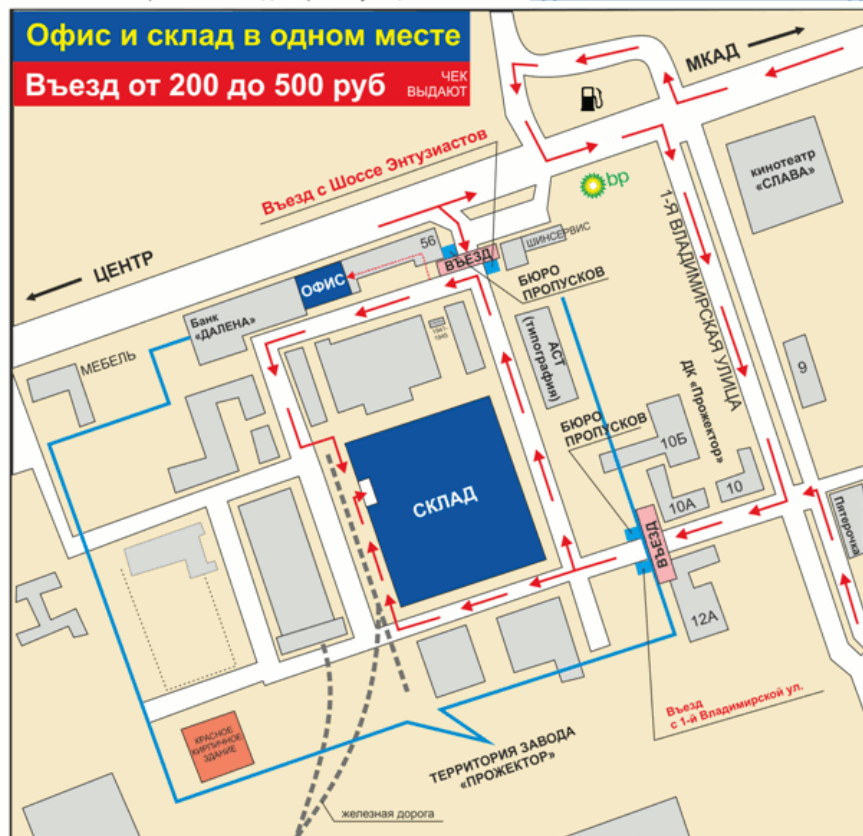 Офис и склад в одном месте
Въезд от 200 до 500 руб
ЧЕК
ВЫДАЮТ
МКАД
Въезд с Шоссе Энтузиастов
bp
кинотеатр
«СЛАВА»
1-Я ВЛАДИМИРСКАЯ УЛИЦА
ЦЕНТР
56
ШИНСЕРВИС
ВЪЕЗД
ОФИС
БЮРО
ПРОПУСКОВ
Банк
«ДАЛЕНА»
МЕБЕЛЬ
1941-
1945
АСТ
(типография)
ДК «Прожектор»
9
БЮРО
ПРОПУСКОВ
10Б
10А
10
СКЛАД
Пятерочка
ВЪЕЗД
12А
Въезд
с 1-й Владимирской ул.
КРАСНОЕ
КИРПИЧНОЕ
ЗДАНИЕ
ТЕРРИТОРИЯ ЗАВОДА
«ПРОЖЕКТОР»
железная дорога